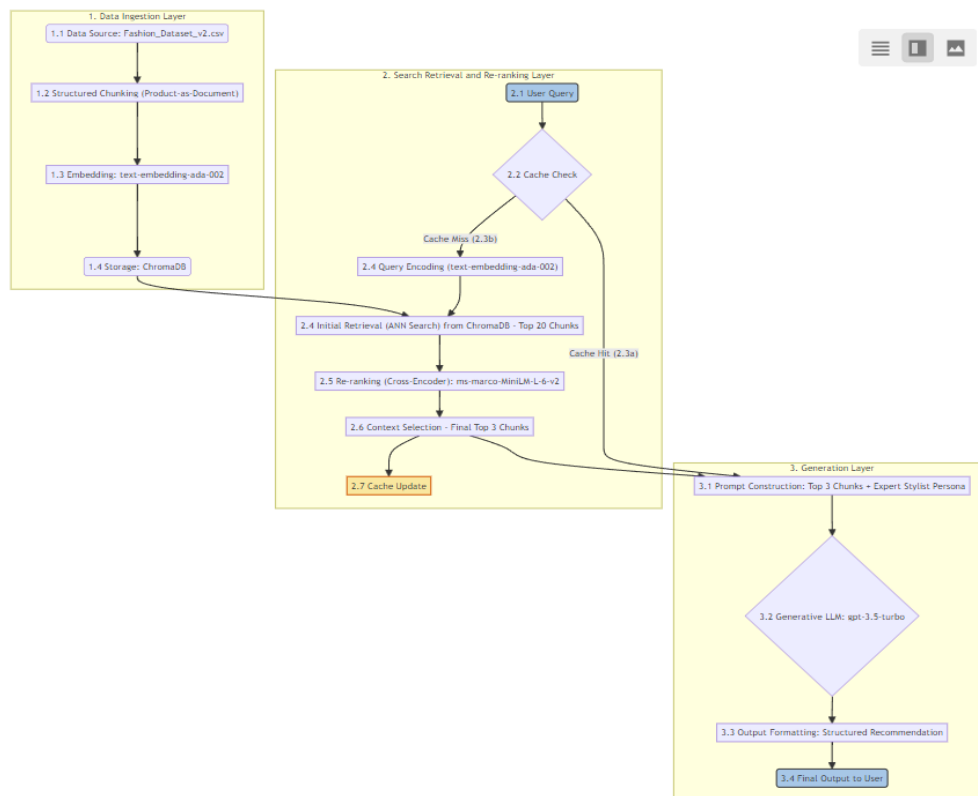 1. Data Ingestion Layer
1.1 Data Source: Fashion_Dataset_v2.csv
1.2 Structured Chunking (Product-as-Document)
1.3 Embedding: text-embedding-ada-002
1.4 Storage: ChromaDB
2. Search Retrieval and Re-ranking Layer
2.1 User Query
2.2 Cache Check
Cache Miss (2.3b)
2.4 Query Encoding (text-embedding-ada-002)
2.4 Initial Retrieval (ANN Search) from ChromaDB - Top 20 Chunks
Cache Hit (2.3a)
2.5 Re-ranking (Cross-Encoder): ms-marco-MiniLM-L-6-v2
2.6 Context Selection - Final Top 3 Chunks
2.7 Cache Update
3. Generation Layer
3.1 Prompt Construction: Top 3 Chunks + Expert Stylist Persona
3.2 Generative LLM: gpt-3.5-turbo
3.3 Output Formatting: Structured Recommendation
3.4 Final Output to User